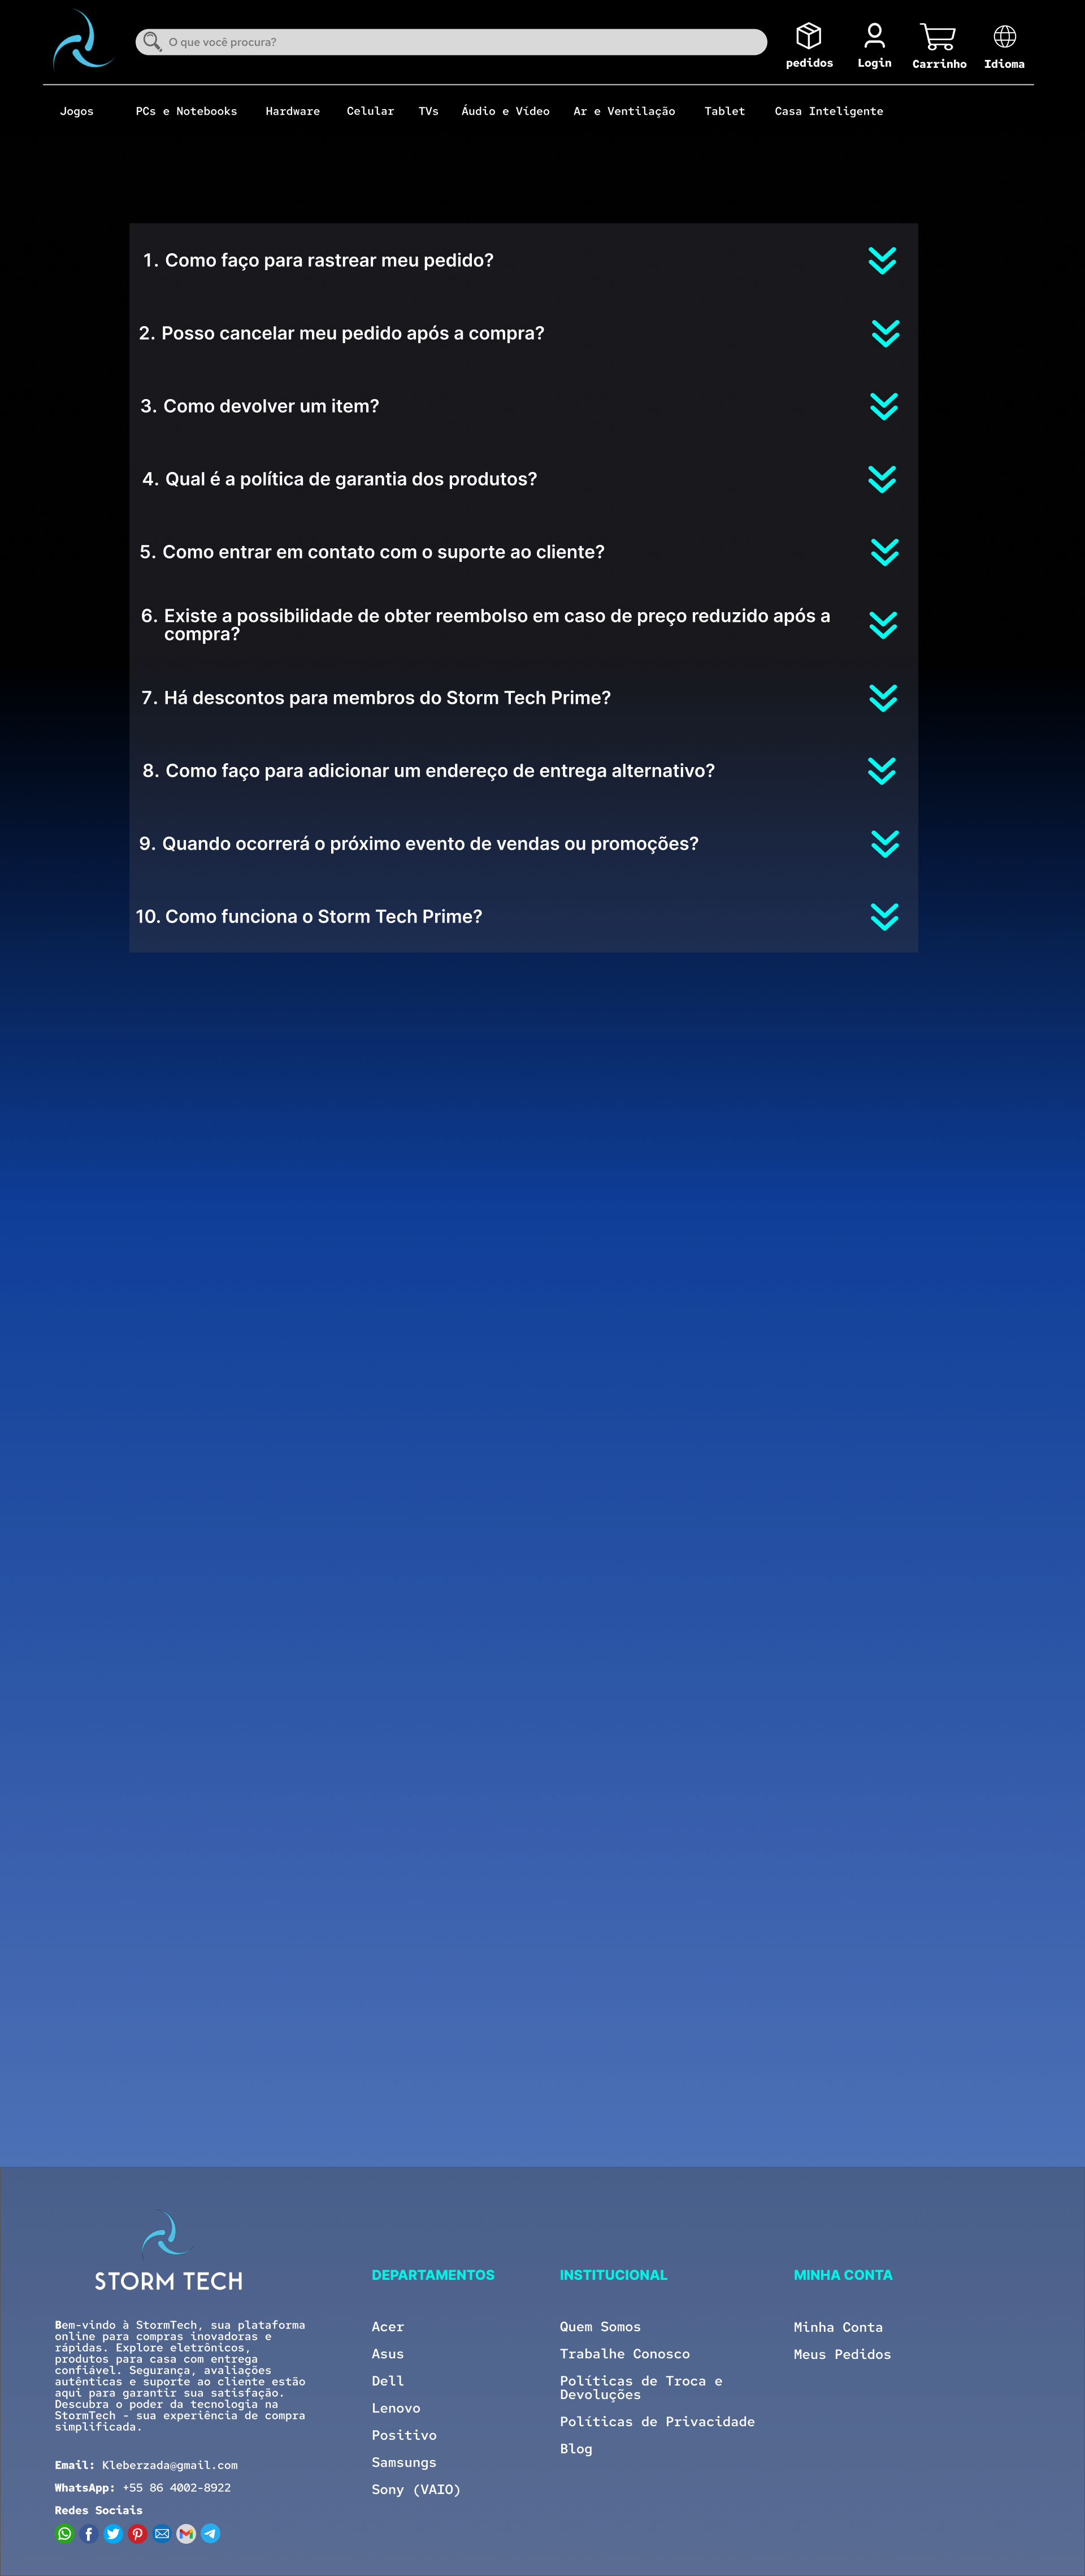 O que você procura?
pedidos
Login
Carrinho
Idioma
Jogos
PCs e Notebooks
Hardware
Celular
TVs
Áudio e Vídeo
Ar e Ventilação
Tablet
Casa Inteligente
1. Como faço para rastrear meu pedido?
2. Posso cancelar meu pedido após a compra?
3. Como devolver um item?
4. Qual é a política de garantia dos produtos?
5. Como entrar em contato com o suporte ao cliente?
6. Existe a possibilidade de obter reembolso em caso de preço reduzido após a
compra?
7. Há descontos para membros do Storm Tech Prime?
8. Como faço para adicionar um endereço de entrega alternativo?
9. Quando ocorrerá o próximo evento de vendas ou promoções?
10. Como funciona o Storm Tech Prime?
STORM TECH
Bem-vindo à StormTech, sua plataforma
online para compras inovadoras e
rápidas. Explore eletrônicos,
produtos para casa com entrega
confiável. Segurança, avaliações
autênticas e suporte ao cliente estão
aqui para garantir sua satisfação.
Descubra o poder da tecnologia na
StormTech - sua experiência de compra
simplificada.
Email: Kleberzada@gmail.com
WhatsApp: +55 86 4002-8922
Redes Sociais
DEPARTAMENTOS
Acer
Asus
Dell
Lenovo
Positivo
Samsungs
Sony (VAIO)
INSTITUCIONAL
Quem Somos
Trabalhe Conosco
Políticas de Troca e
Devoluções
Políticas de Privacidade
Blog
MINHA CONTA
Minha Conta
Meus Pedidos